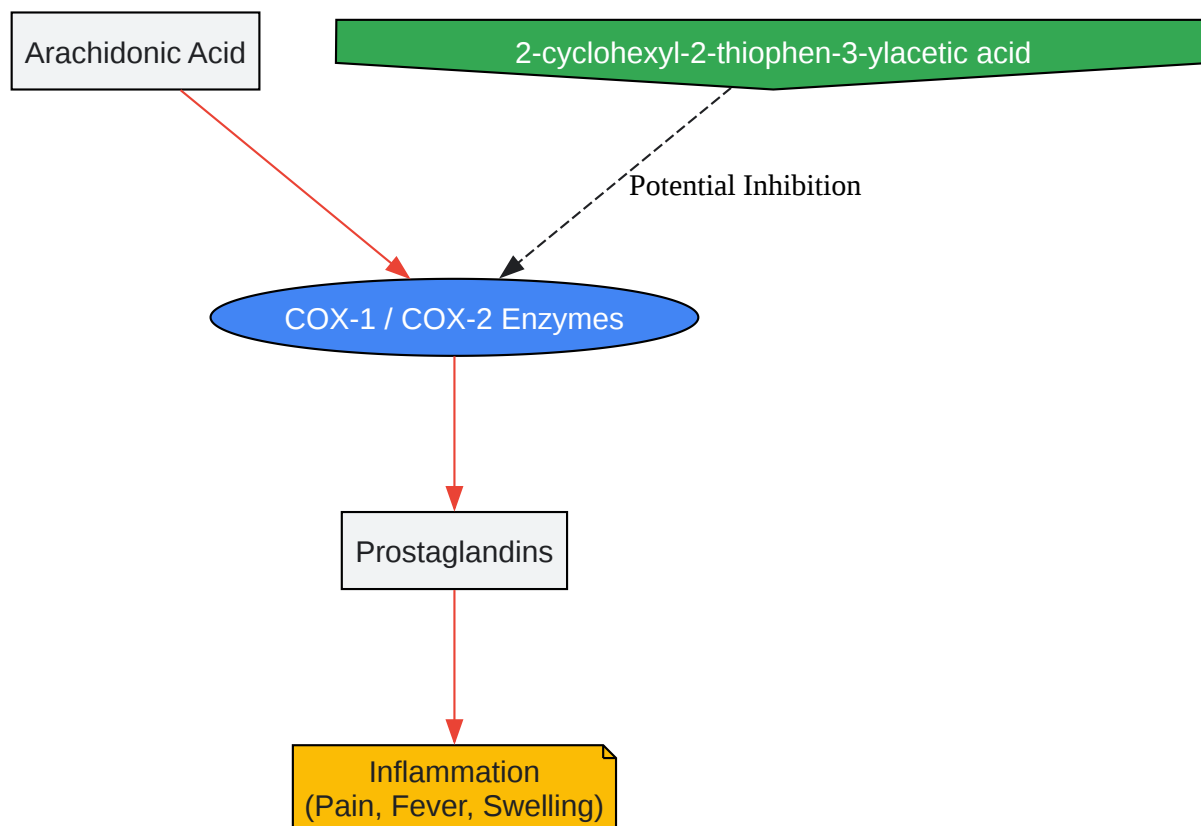 Arachidonic Acid
2-cyclohexyl-2-thiophen-3-ylacetic acid
Potential Inhibition
COX-1 / COX-2 Enzymes
Prostaglandins
Inflammation
(Pain, Fever, Swelling)